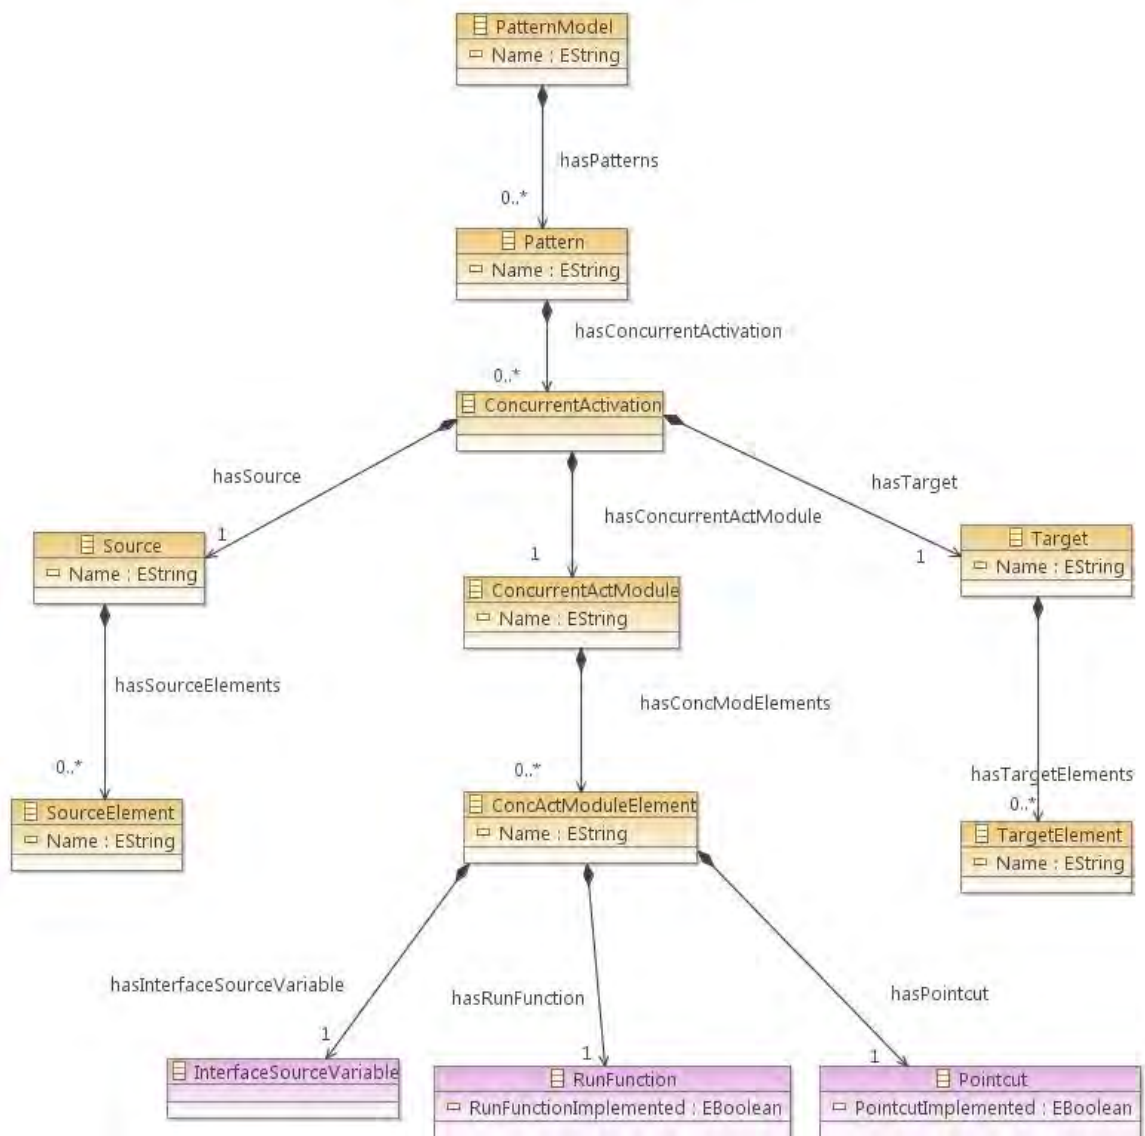 PatternModel
Name : EString
hasPatterns
0..*
Pattern
Name : EString
hasConcurrentActivation
0..*
ConcurrentActivation
hasSource
hasTarget
hasConcurrentActModule
1
1
1
Source
Name : EString
Target
Name : EString
ConcurrentActModule
Name : EString
hasSourceElements
hasConcModElements
0..*
0..*
hasTargetElements
0..*
SourceElement
Name : EString
ConcActModuleElement
Name : EString
TargetElement
Name : EString
hasInterfaceSourceVariable
hasRunFunction
hasPointcut
1
1
1
InterfaceSourceVariable
RunFunction
RunFunctionImplemented : EBoolean
Pointcut
PointcutImplemented : EBoolean